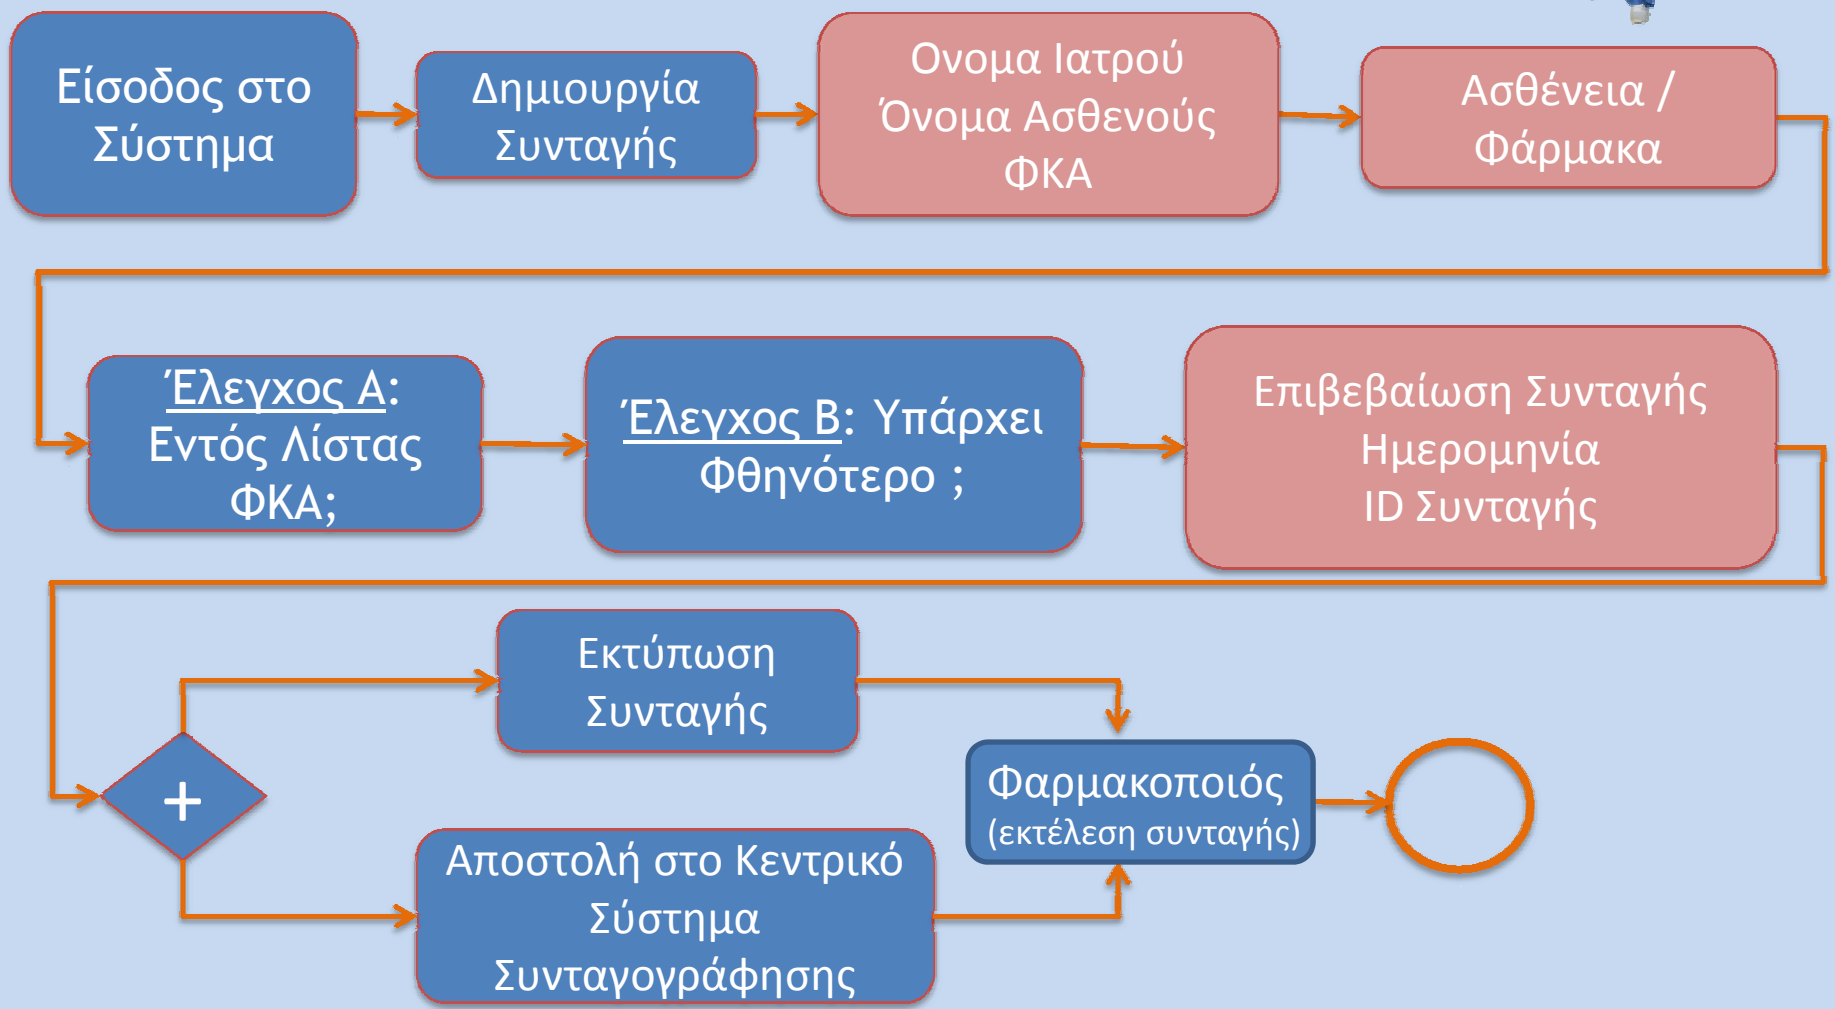 Είσοδος στο
Σύστημα
Δημιουργία
Συνταγής
Ονομα Ιατρού
Όνομα Ασθενούς
ΦΚΑ
Ασθένεια /
Φάρμακα
Έλεγχος Α:
Εντός Λίστας
ΦΚΑ;
Έλεγχος Β: Υπάρχει
Φθηνότερο ;
Επιβεβαίωση Συνταγής
Ημερομηνία
ID Συνταγής
Εκτύπωση
Συνταγής
+
Φαρμακοποιός
(εκτέλεση συνταγής)
Αποστολή στο Κεντρικό
Σύστημα
Συνταγογράφησης